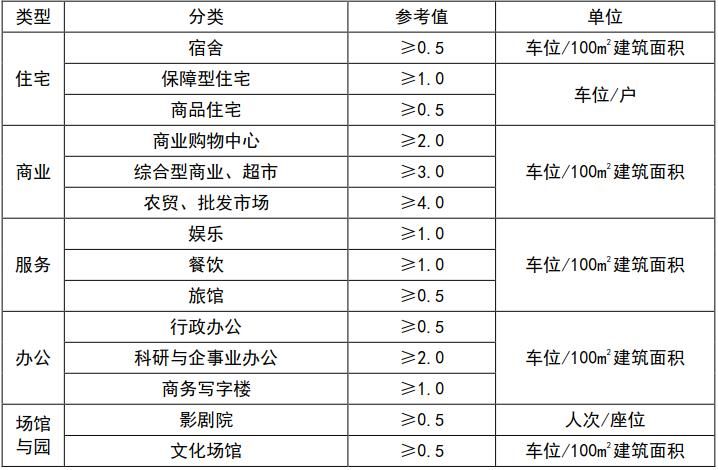 类型 分类 参考值 单位
住宅 宿舍 ≥0.5 车位/100㎡建筑面积
保障型住宅 ≥1.0 车位/户
商品住宅 ≥0.5
商业 商业购物中心 ≥2.0 车位/100㎡建筑面积
综合型商业、超市 ≥3.0
农贸、批发市场 ≥4.0
服务 娱乐 ≥1.0 车位/100㎡建筑面积
餐饮 ≥1.0
旅馆 ≥0.5
办公 行政办公 ≥0.5 车位/100㎡建筑面积
科研与企事业办公 ≥2.0
商务写字楼 ≥1.0
场馆与园 影剧院 ≥0.5 人次/座位
文化场馆 ≥0.5 车位/100㎡建筑面积